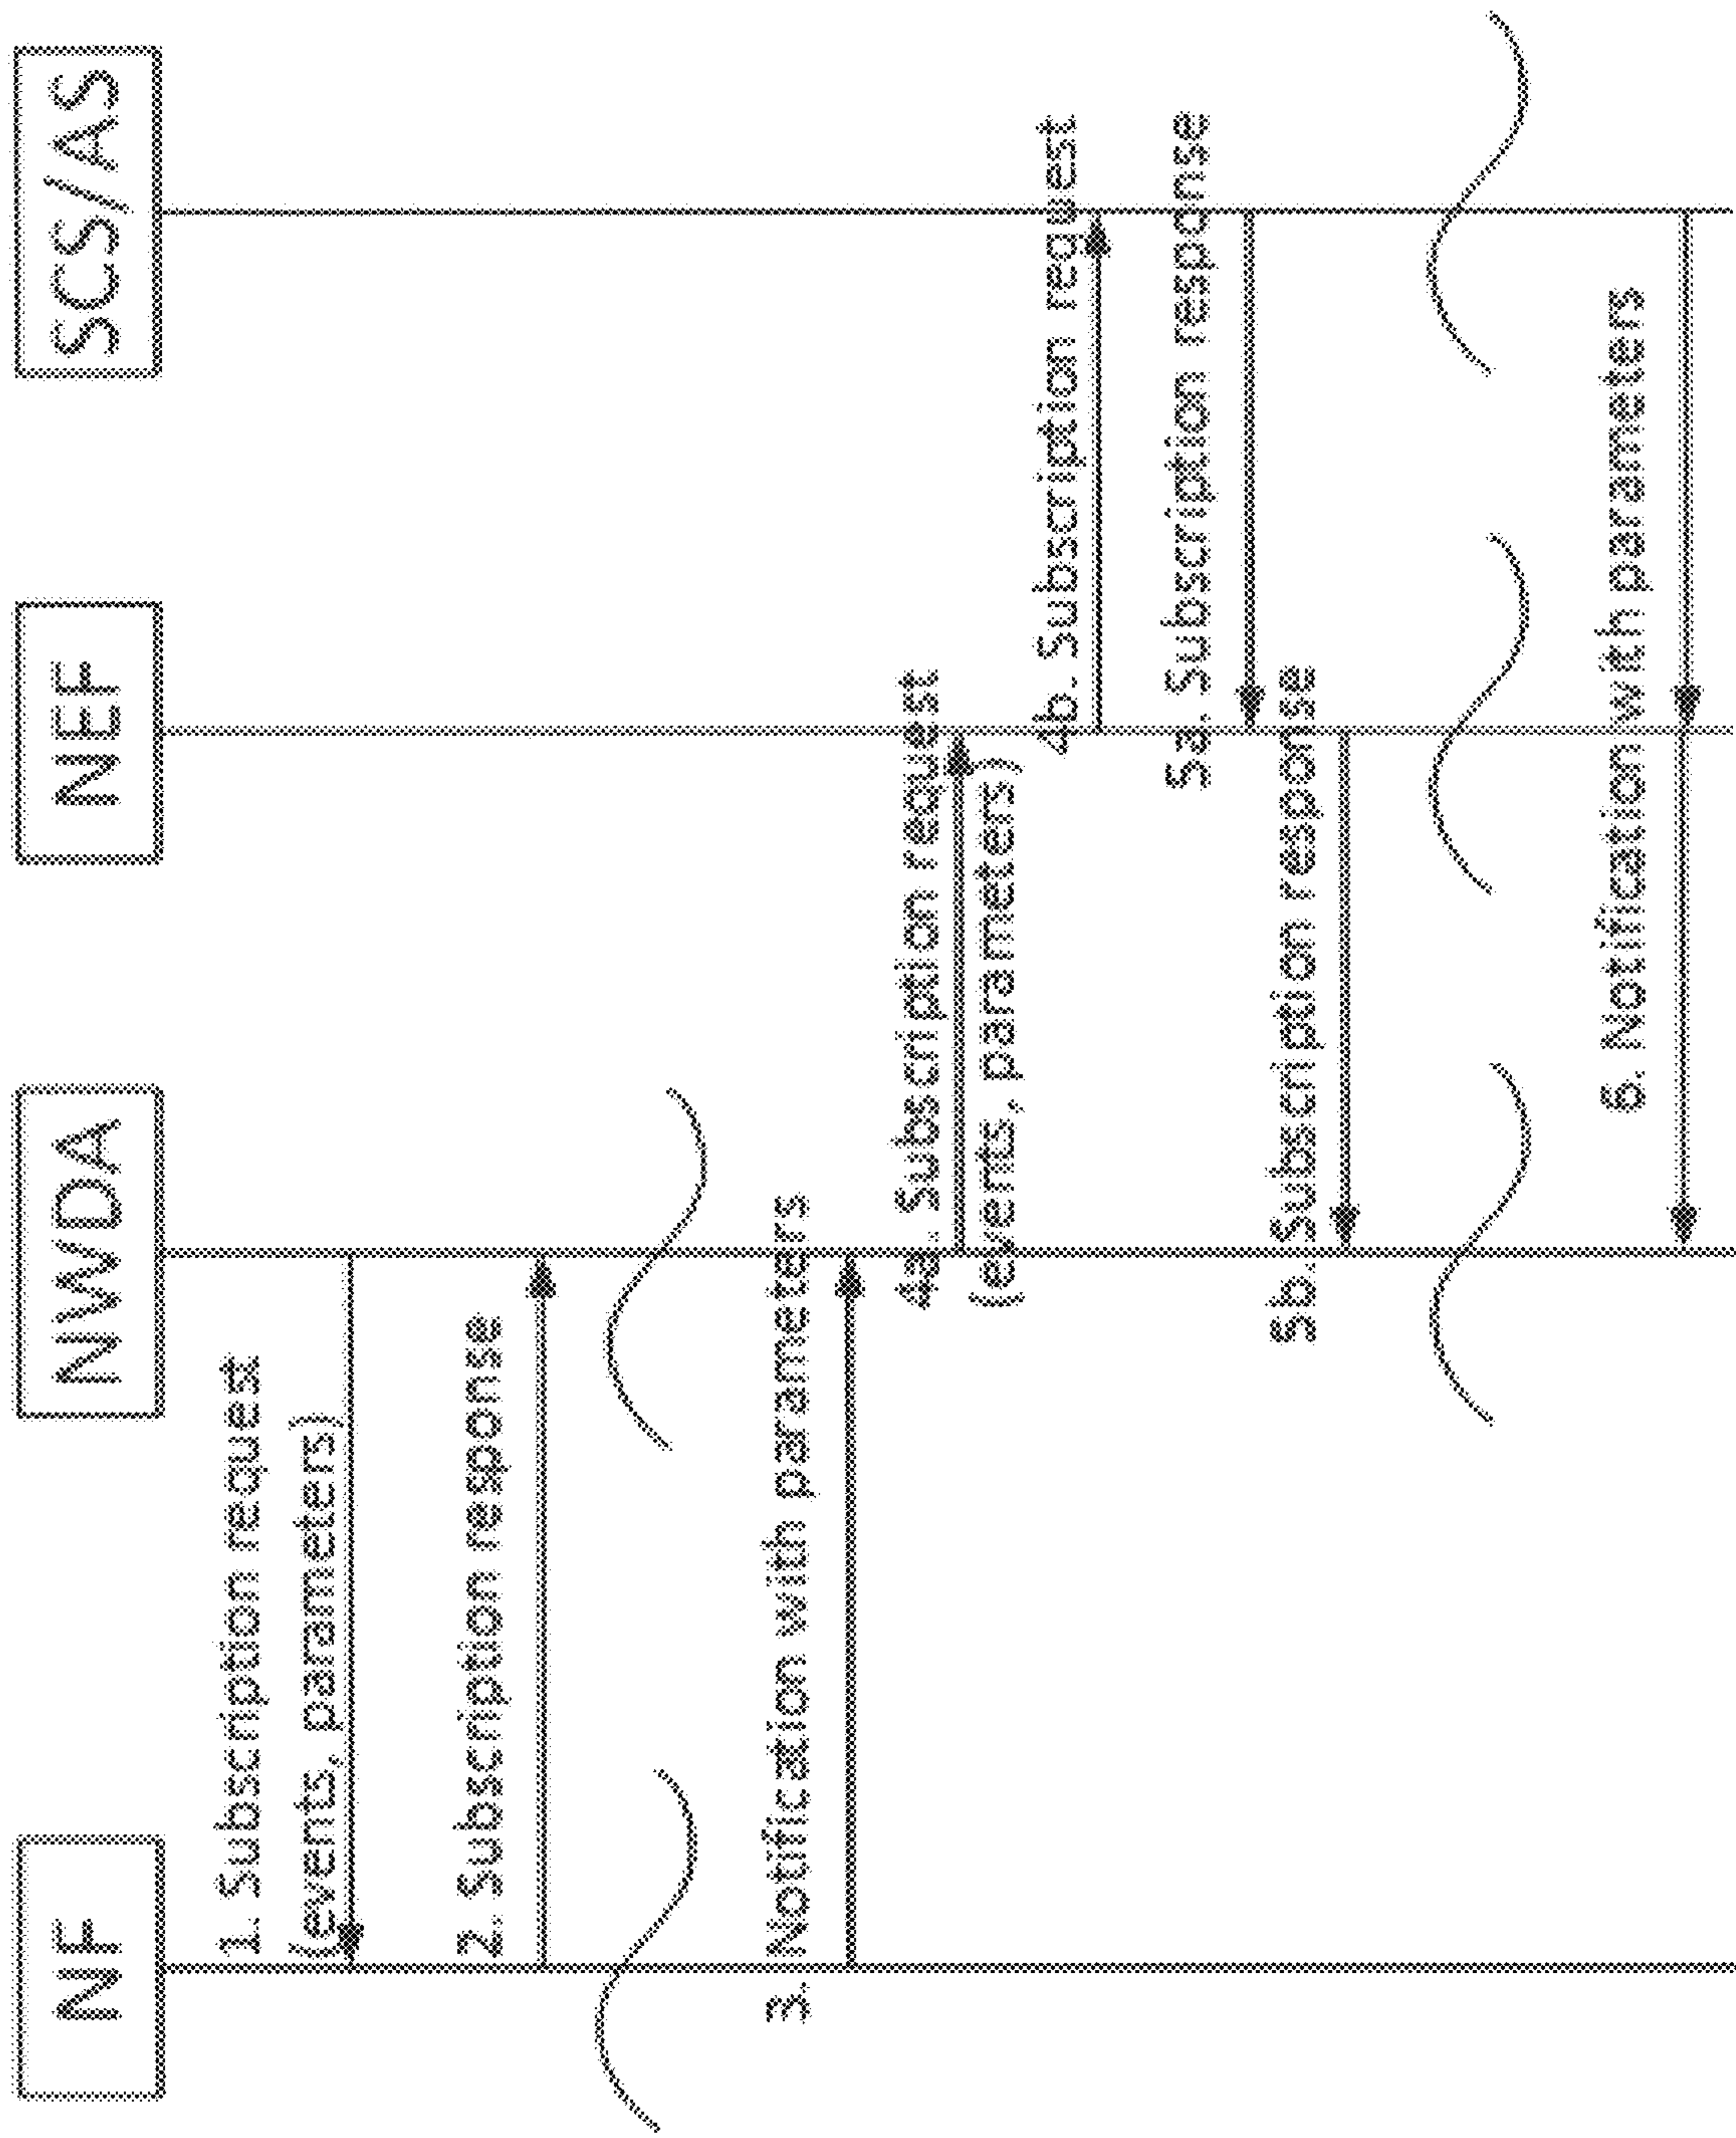 NF
NWDA
NEF
SCS/AS
1. Subscription request
(events, parameters)
2. Subscription response
3. Notification with parameters
4a. Subscription request
(events, parameters)
4b. Subscription request
5a. Subscription response
5b. Subscription response
6. Notification with parameters